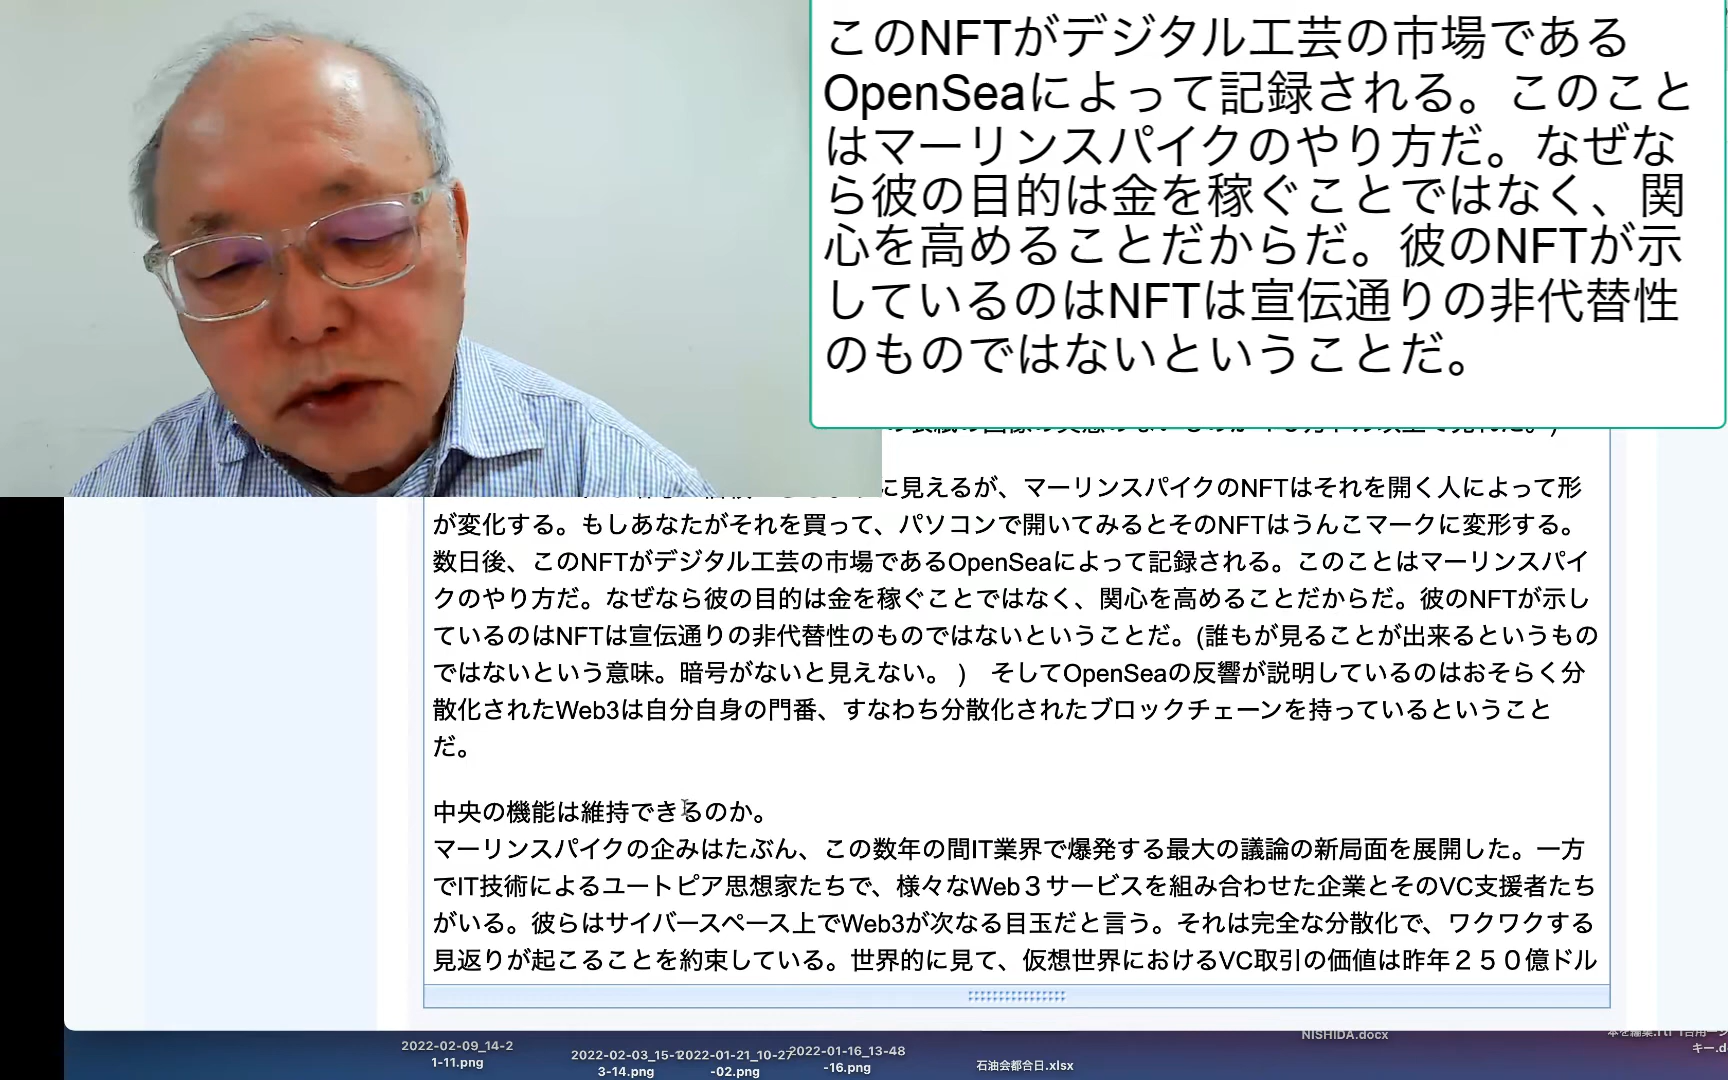 このNFTがデジタル工芸の市場である
OpenSeaによって記録される。このこと
はマーリンスパイクのやり方だ。なぜな
ら彼の目的は金を稼ぐことではなく、関
心を高めることだからだ。彼のNFTが示
しているのはNFTは宣伝通りの非代替性
のものではないということだ。
に見えるが、マーリンスパイクのNFTはそれを開く人によって形
が変化する。もしあなたがそれを買って、パソコンで開いてみるとそのNFTはうんこマークに変形する。
数日後、このNFTがデジタル工芸の市場であるOpenSeaによって記録される。このことはマーリンスパイ
クのやり方だ。なぜなら彼の目的は金を稼ぐことではなく、関心を高めることだからだ。彼のNFTが示し
ているのはNFTは宣伝通りの非代替性のものではないということだ。(誰もが見ることが出来るというもの
ではないという意味。暗号がないと見えない。 )　そしてOpenSeaの反響が説明しているのはおそらく分
散化されたWeb3は自分自身の門番、すなわち分散化されたブロックチェーンを持っているということ
だ。
中央の機能は維持できるのか。
マーリンスパイクの企みはたぶん、この数年の間IT業界で爆発する最大の議論の新局面を展開した。一方
でIT技術によるユートピア思想家たちで、様々なWeb３サービスを組み合わせた企業とそのVC支援者たち
がいる。彼らはサイバースペース上でWeb3が次なる目玉だと言う。それは完全な分散化で、ワクワクする
見返りが起こることを約束している。世界的に見て、仮想世界におけるVC取引の価値は昨年２５０億ドル
NISHIDA.docx
2022-02-09_14-2
1-11.png
2022-02-03_15-1
3-14.png
2022-01-21_10-27
-02.png
2022-01-16_13-48
-16.png
石油会都合日.xlsx